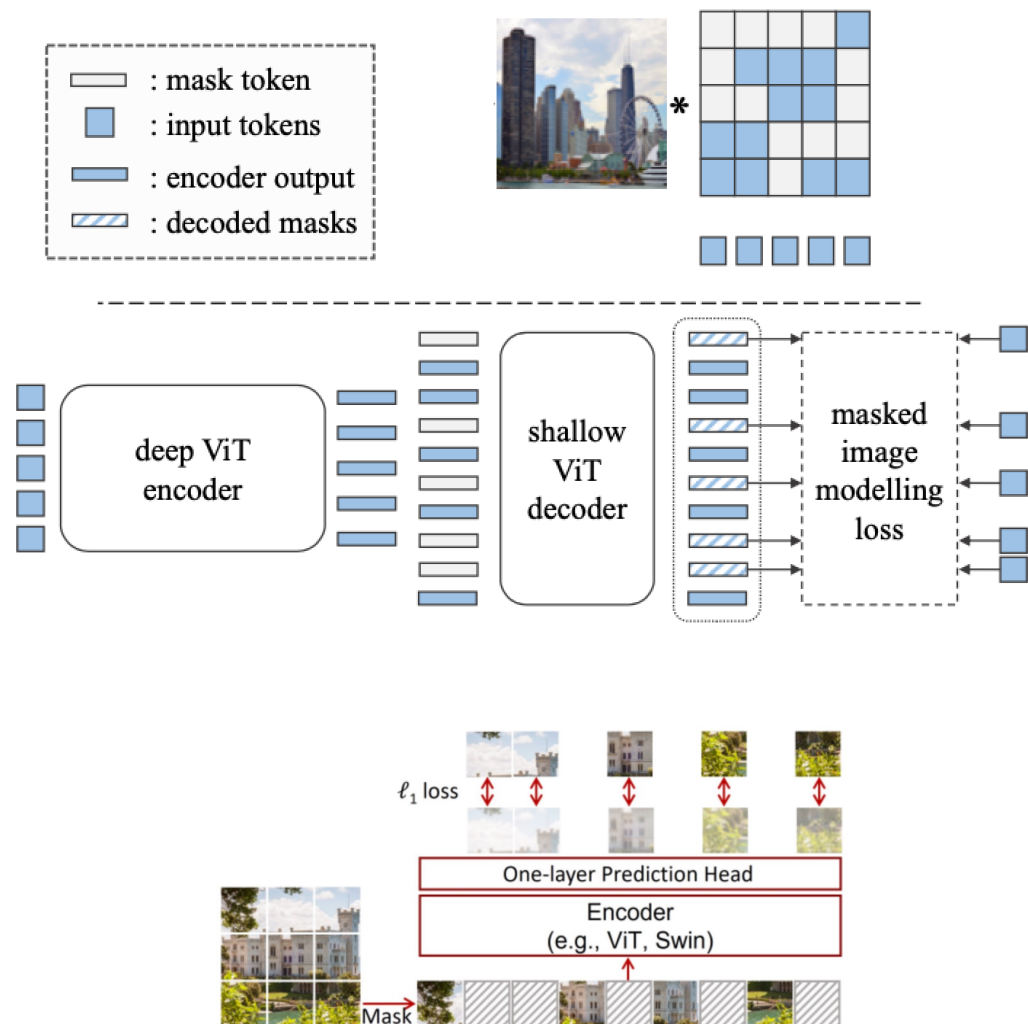 : mask token
: input tokens
: encoder output
: decoded masks
*
deep ViT
encoder
shallow
ViT
decoder
masked
image
modelling
loss
ℓ₁ loss
One-layer Prediction Head
Encoder
(e.g., ViT, Swin)
Mask